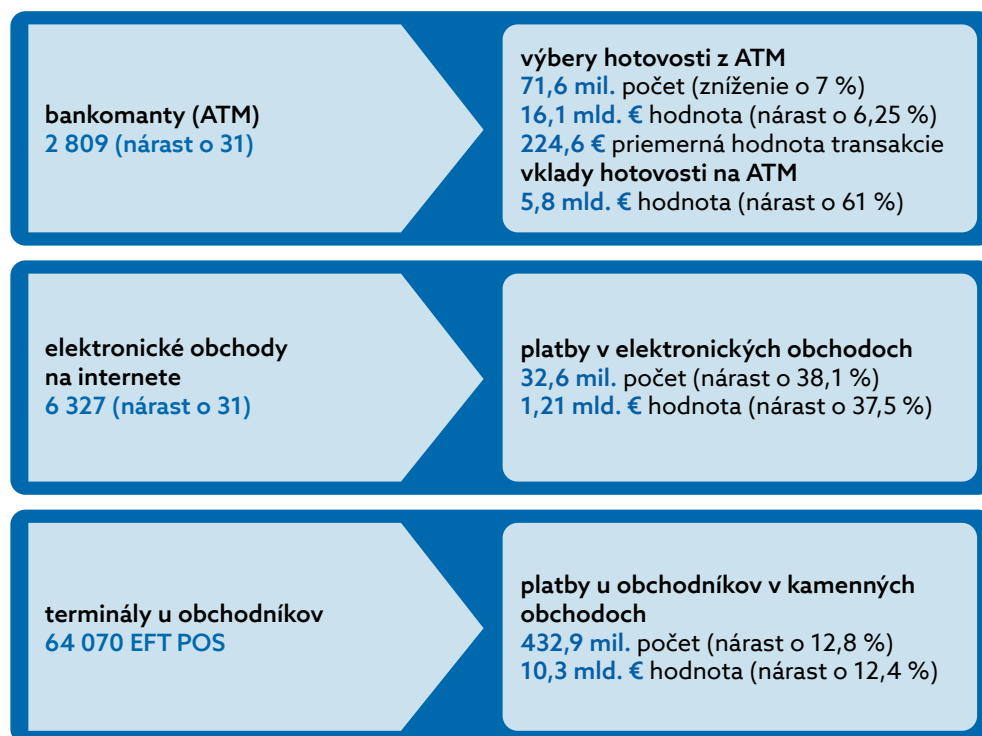 bankomanty (ATM)
2 809 (nárast o 31)
výbery hotovosti z ATM
71,6 mil. počet (zníženie o 7 %)
16,1 mld. € hodnota (nárast o 6,25 %)
224,6 € priemerná hodnota transakcie
vklady hotovosti na ATM
5,8 mld. € hodnota (nárast o 61 %)
elektronické obchody
na internete
6 327 (nárast o 31)
platby v elektronických obchodoch
32,6 mil. počet (nárast o 38,1 %)
1,21 mld. € hodnota (nárast o 37,5 %)
terminály u obchodníkov
64 070 EFT POS
platby u obchodníkov v kamenných
obchodoch
432,9 mil. počet (nárast o 12,8 %)
10,3 mld. € hodnota (nárast o 12,4 %)